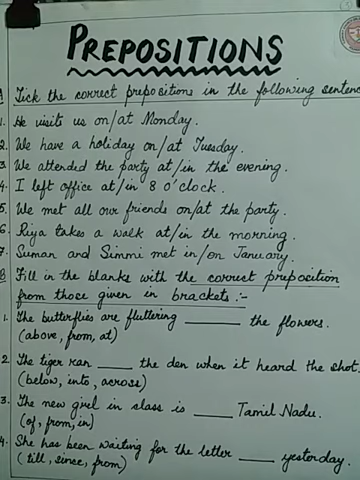 PREPOSITIONS
A Tick the correct prepositions in the following sentenc
1. He visits us on/at Monday.
2. We have a holiday on/at Tuesday.
3. We attended the party at/in the evening.
4. I left office at/in 8 O'clock.
5. We met all our friends on/at the party.
6. Riya takes a walk at/in the morning.
7. Suman and Simmi met in/on January.
B Fill in the blanks with the correct preposition
from those given in brackets :-
1. The butterflies are fluttering ______ the flowers.
(above, from, at)
2. The tiger ran ____ the den when it heard the shot.
(below, into, across)
3. The new girl in class is _____ Tamil Nadu.
(of, from, in)
4. She has been waiting for the letter ____ yesterday.
(till, since, from)